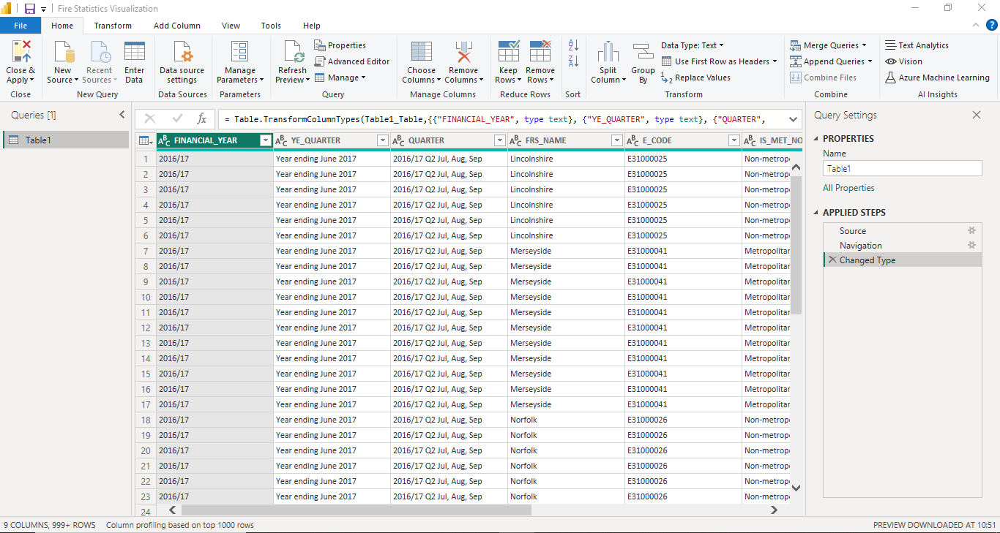 Fire Statistics Visualization
File Home Transform Add Column View Tools Help
Close & Apply
New Source
Recent Sources
Enter Data
Data source settings
Manage Parameters
Refresh Preview
Properties
Advanced Editor
Manage
Choose Columns
Remove Columns
Keep Rows
Remove Rows
Split Column
Group By
Data Type: Text
Use First Row as Headers
Replace Values
Merge Queries
Append Queries
Combine Files
Text Analytics
Vision
Azure Machine Learning
Close New Query Data Sources Parameters Query Manage Columns Reduce Rows Sort Transform Combine AI Insights
Queries [1]
Table1
= Table.TransformColumnTypes(Table1_Table,{{"FINANCIAL_YEAR", type text}, {"YE_QUARTER", type text}, {"QUARTER",
FINANCIAL_YEAR YE_QUARTER QUARTER FRS_NAME E_CODE IS_MET_NO
1 2016/17 Year ending June 2017 2016/17 Q2 Jul, Aug, Sep Lincolnshire E31000025 Non-metrop
2 2016/17 Year ending June 2017 2016/17 Q2 Jul, Aug, Sep Lincolnshire E31000025 Non-metrop
3 2016/17 Year ending June 2017 2016/17 Q2 Jul, Aug, Sep Lincolnshire E31000025 Non-metrop
4 2016/17 Year ending June 2017 2016/17 Q2 Jul, Aug, Sep Lincolnshire E31000025 Non-metrop
5 2016/17 Year ending June 2017 2016/17 Q2 Jul, Aug, Sep Lincolnshire E31000025 Non-metrop
6 2016/17 Year ending June 2017 2016/17 Q2 Jul, Aug, Sep Lincolnshire E31000025 Non-metrop
7 2016/17 Year ending June 2017 2016/17 Q2 Jul, Aug, Sep Merseyside E31000041 Metropolitar
8 2016/17 Year ending June 2017 2016/17 Q2 Jul, Aug, Sep Merseyside E31000041 Metropolitar
9 2016/17 Year ending June 2017 2016/17 Q2 Jul, Aug, Sep Merseyside E31000041 Metropolitar
10 2016/17 Year ending June 2017 2016/17 Q2 Jul, Aug, Sep Merseyside E31000041 Metropolitar
11 2016/17 Year ending June 2017 2016/17 Q2 Jul, Aug, Sep Merseyside E31000041 Metropolitar
12 2016/17 Year ending June 2017 2016/17 Q2 Jul, Aug, Sep Merseyside E31000041 Metropolitar
13 2016/17 Year ending June 2017 2016/17 Q2 Jul, Aug, Sep Merseyside E31000041 Metropolitar
14 2016/17 Year ending June 2017 2016/17 Q2 Jul, Aug, Sep Merseyside E31000041 Metropolitar
15 2016/17 Year ending June 2017 2016/17 Q2 Jul, Aug, Sep Merseyside E31000041 Metropolitar
16 2016/17 Year ending June 2017 2016/17 Q2 Jul, Aug, Sep Merseyside E31000041 Metropolitar
17 2016/17 Year ending June 2017 2016/17 Q2 Jul, Aug, Sep Merseyside E31000041 Metropolitar
18 2016/17 Year ending June 2017 2016/17 Q2 Jul, Aug, Sep Norfolk E31000026 Non-metrop
19 2016/17 Year ending June 2017 2016/17 Q2 Jul, Aug, Sep Norfolk E31000026 Non-metrop
20 2016/17 Year ending June 2017 2016/17 Q2 Jul, Aug, Sep Norfolk E31000026 Non-metrop
21 2016/17 Year ending June 2017 2016/17 Q2 Jul, Aug, Sep Norfolk E31000026 Non-metrop
22 2016/17 Year ending June 2017 2016/17 Q2 Jul, Aug, Sep Norfolk E31000026 Non-metrop
23 2016/17 Year ending June 2017 2016/17 Q2 Jul, Aug, Sep Norfolk E31000026 Non-metrop
24
Query Settings
PROPERTIES
Name
Table1
All Properties
APPLIED STEPS
Source
Navigation
Changed Type
9 COLUMNS, 999+ ROWS Column profiling based on top 1000 rows PREVIEW DOWNLOADED AT 10:51